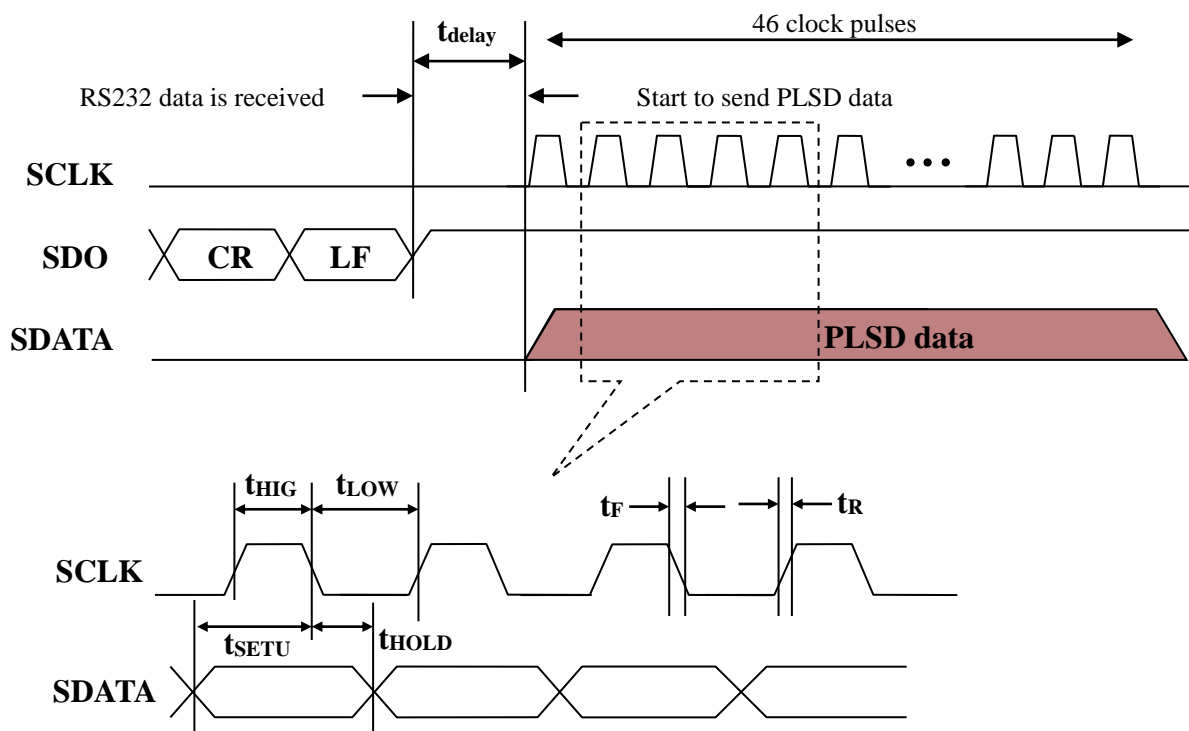 tdelay
46 clock pulses
RS232 data is received
Start to send PLSD data
SCLK
SDO
CR
LF
SDATA
PLSD data
tHIG
tLOW
tF
tR
SCLK
tSETU
tHOLD
SDATA